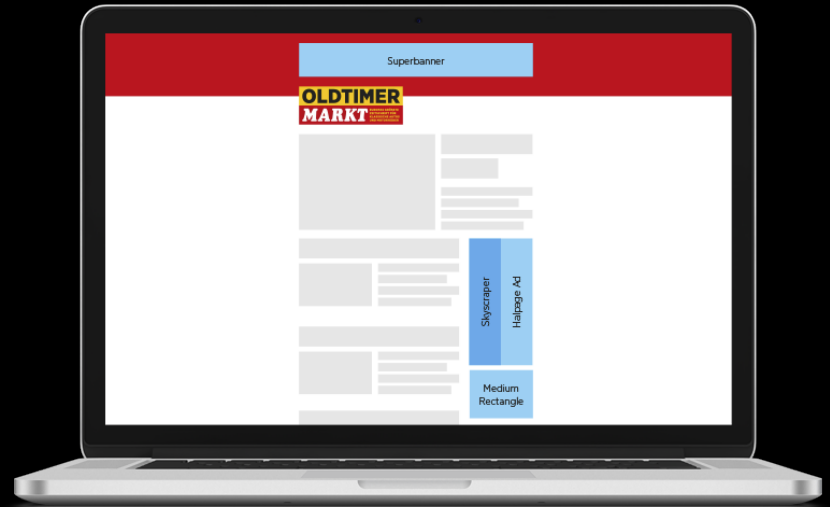 Superbanner
OLDTIMER
MARKT
Skyscraper
Halpage Ad
Medium
Rectangle